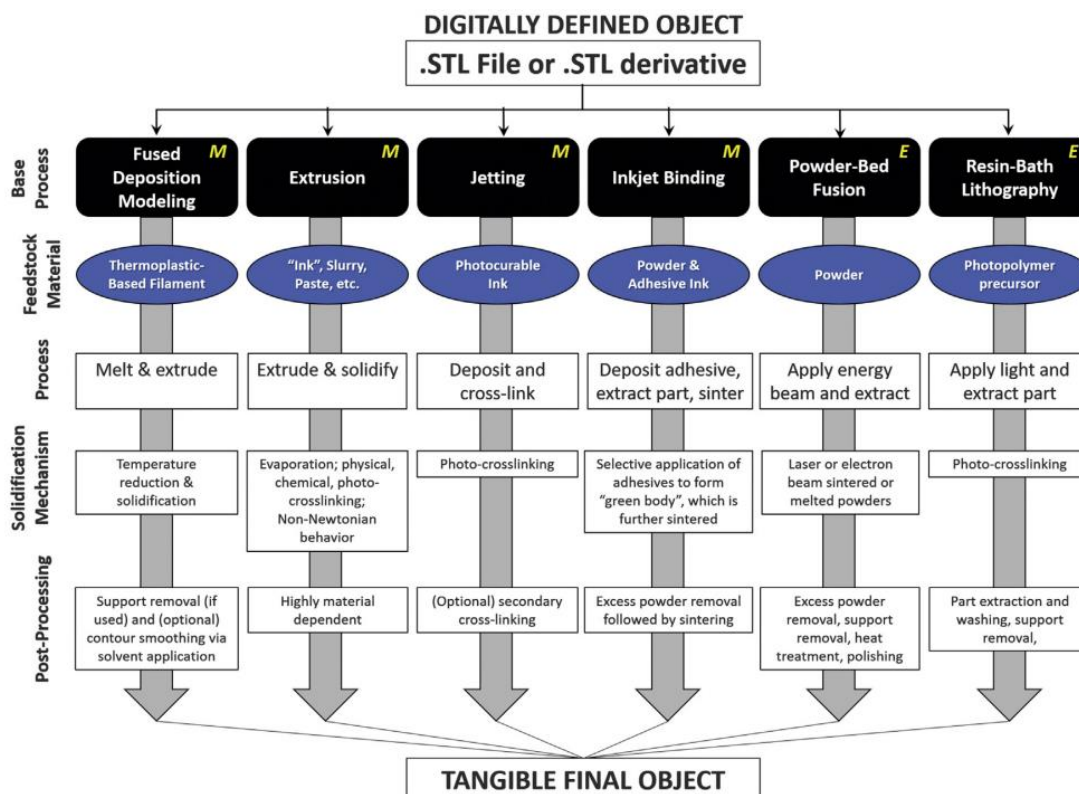 DIGITALLY DEFINED OBJECT
.STL File or .STL derivative
Base
Process
Fused
Deposition
Modeling
M
Extrusion
M
Jetting
M
Inkjet Binding
M
Powder-Bed
Fusion
E
Resin-Bath
Lithography
E
Feedstock
Material
Thermoplastic-
Based Filament
“Ink”, Slurry,
Paste, etc.
Photocurable
Ink
Powder &
Adhesive Ink
Powder
Photopolymer
precursor
Process
Melt & extrude
Extrude & solidify
Deposit and
cross-link
Deposit adhesive,
extract part, sinter
Apply energy
beam and extract
Apply light and
extract part
Solidification
Mechanism
Temperature
reduction &
solidification
Evaporation; physical,
chemical, photo-
crosslinking;
Non-Newtonian
behavior
Photo-crosslinking
Selective application of
adhesives to form
“green body”, which is
further sintered
Laser or electron
beam sintered or
melted powders
Photo-crosslinking
Post-Processing
Support removal (if
used) and (optional)
contour smoothing via
solvent application
Highly material
dependent
(Optional) secondary
cross-linking
Excess powder removal
followed by sintering
Excess powder
removal, support
removal, heat
treatment, polishing
Part extraction and
washing, support
removal,
TANGIBLE FINAL OBJECT